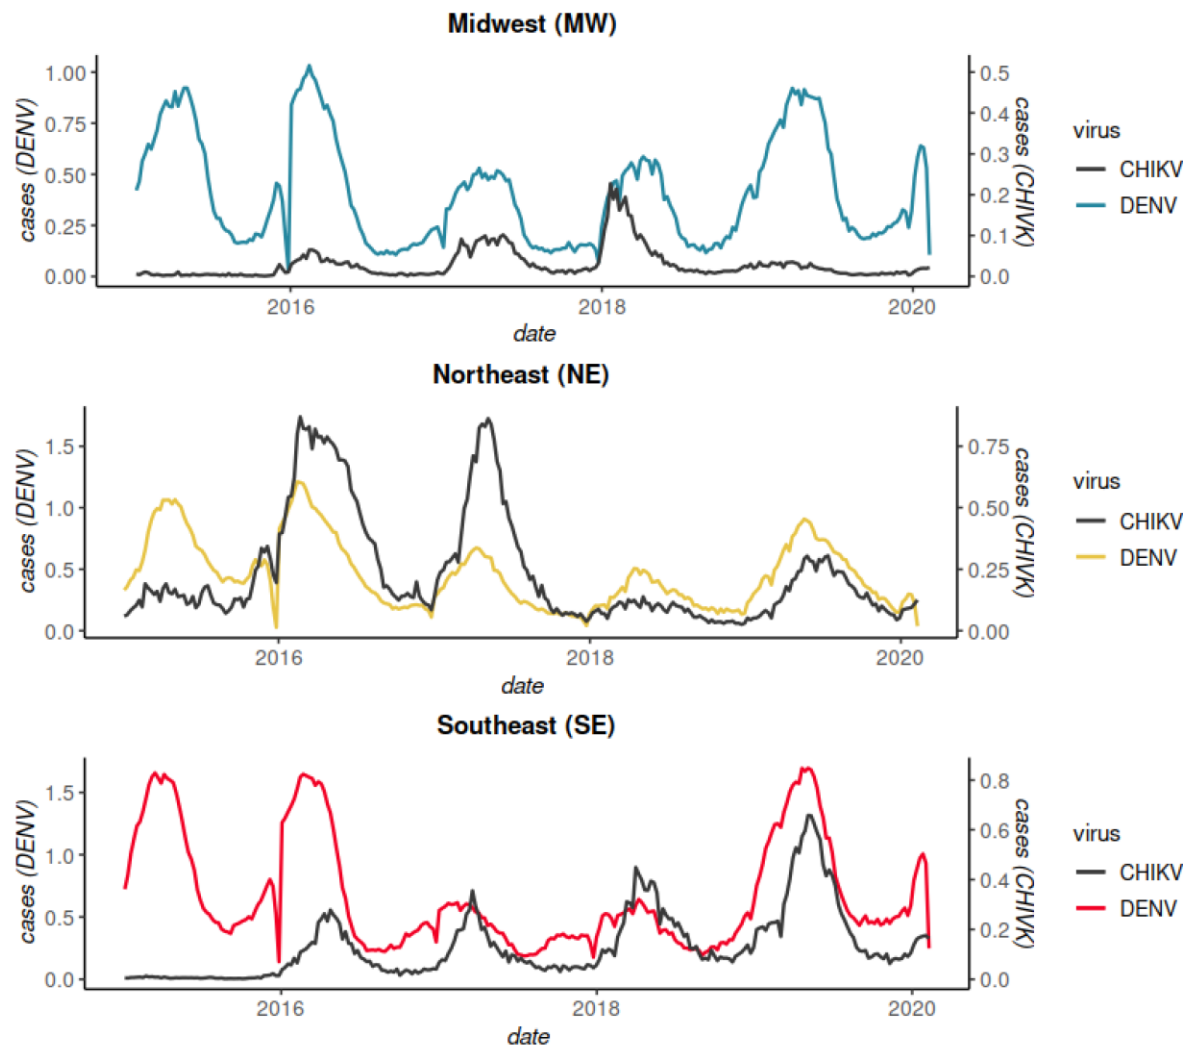 Midwest (MW)
cases (DENV)
1.00
0.75
0.50
0.25
0.00
0.5
0.4
0.3
0.2
0.1
0.0
cases (CHIVK)
2016
2018
2020
date
virus
CHIKV
DENV
Northeast (NE)
cases (DENV)
1.5
1.0
0.5
0.0
0.75
0.50
0.25
0.00
cases (CHIVK)
2016
2018
2020
date
virus
CHIKV
DENV
Southeast (SE)
cases (DENV)
1.5
1.0
0.5
0.0
0.8
0.6
0.4
0.2
0.0
cases (CHIVK)
2016
2018
2020
date
virus
CHIKV
DENV